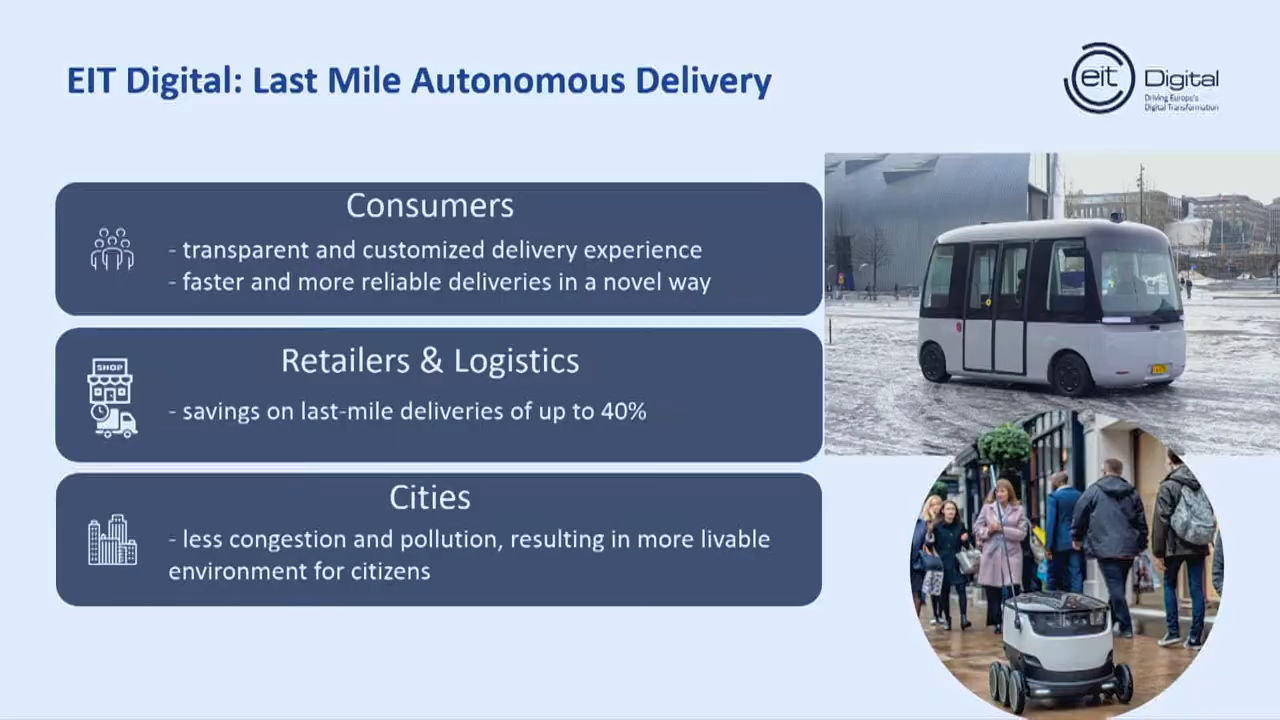 EIT Digital: Last Mile Autonomous Delivery
eit Digital
Driving Europe's
Digital Transformation
Consumers
- transparent and customized delivery experience
- faster and more reliable deliveries in a novel way
SHOP
Retailers & Logistics
- savings on last-mile deliveries of up to 40%
Cities
- less congestion and pollution, resulting in more livable
environment for citizens